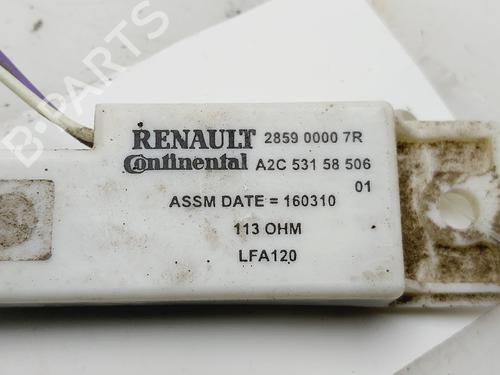 RENAULT 2859 0000 7R
Continental A2C 531 58 506
01
ASSM DATE = 160310
113 OHM
LFA120
B-PARTS